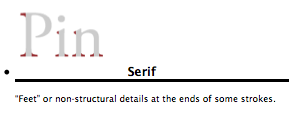 Pin
Serif
"Feet" or non-structural details at the ends of some strokes.